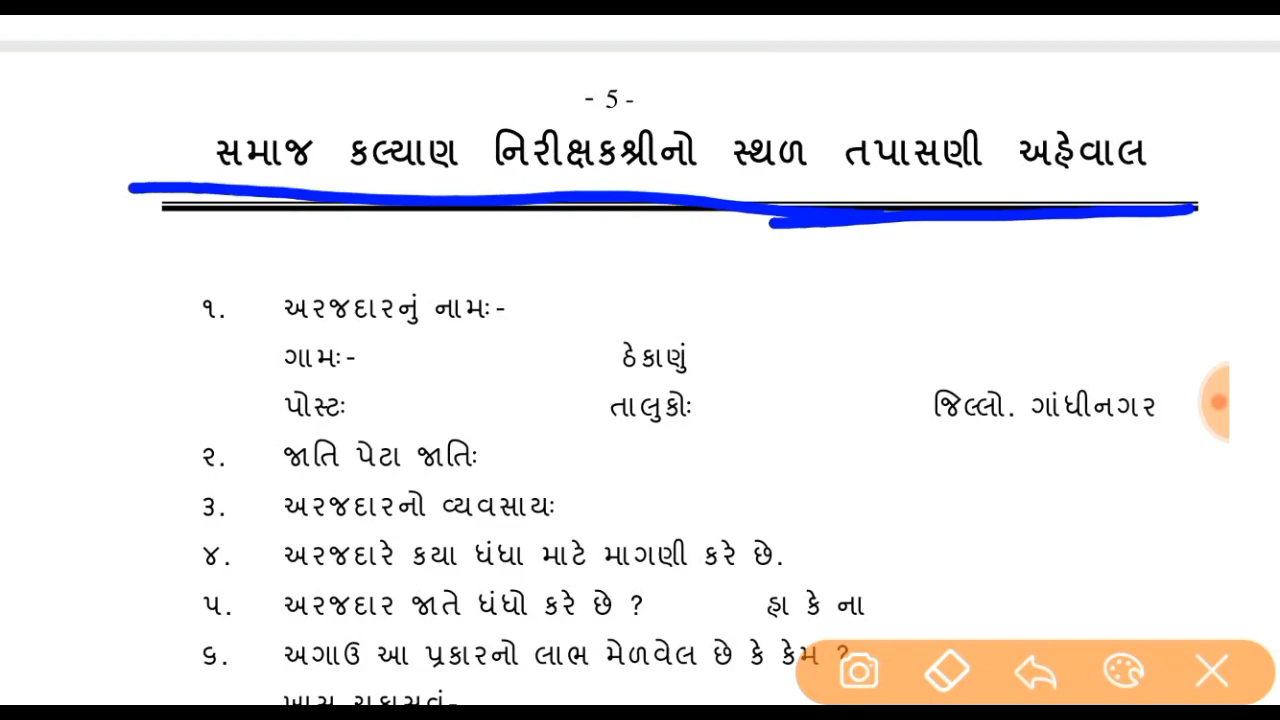 - 5 -
સમાજ કલ્યાણ નિરીક્ષકશ્રીનો સ્થળ તપાસણી અહેવાલ
૧. અરજદારનું નામઃ-
ગામઃ- ઠેકાણું
પોસ્ટઃ તાલુકોઃ જિલ્લો. ગાંધીનગર
૨. જાતિ પેટા જાતિઃ
૩. અરજદારનો વ્યવસાયઃ
૪. અરજદારે કયા ધંધા માટે માગણી કરે છે.
૫. અરજદાર જાતે ધંધો કરે છે ? હા કે ના
૬. અગાઉ આ પ્રકારનો લાભ મેળવેલ છે કે કેમ ?